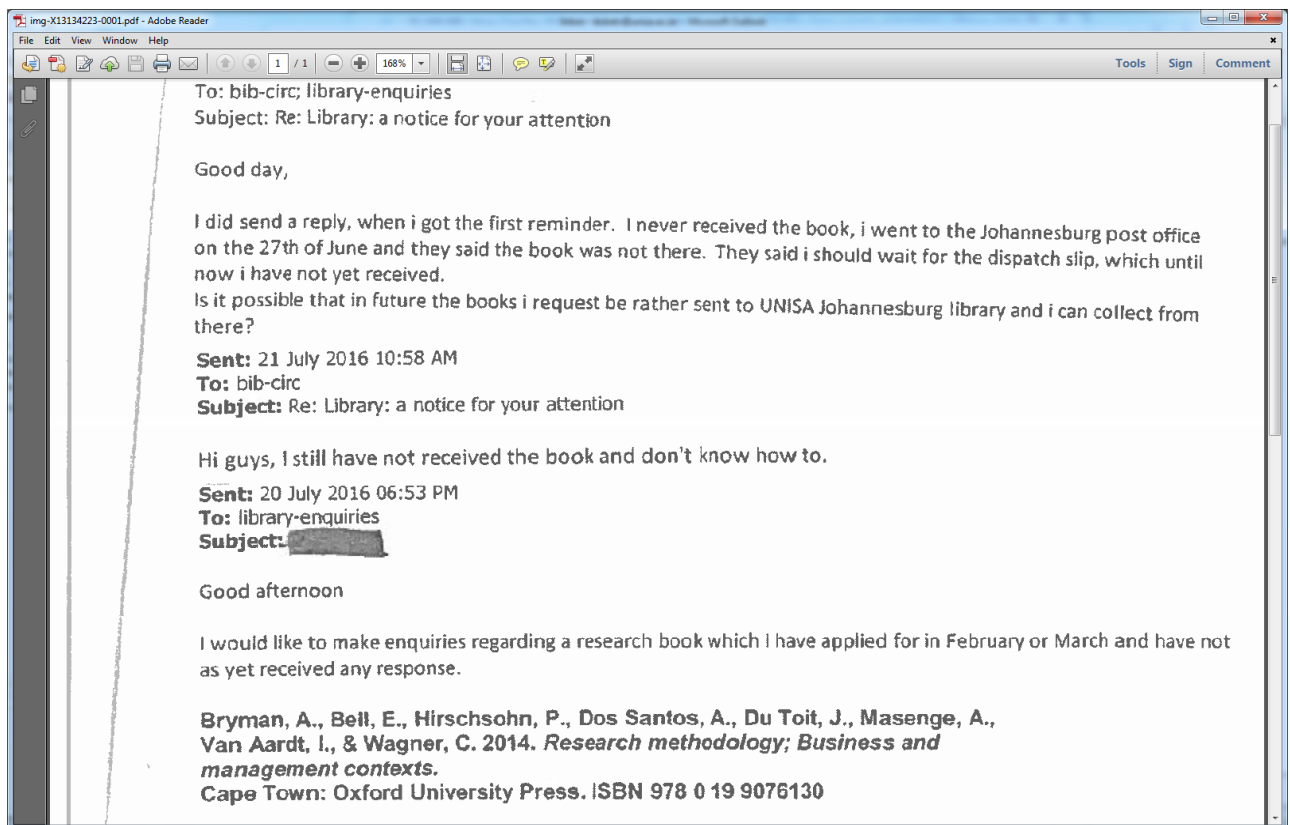 img-X13134223-0001.pdf - Adobe Reader
File Edit View Window Help
1 / 1 168% Tools Sign Comment
To: bib-circ; library-enquiries
Subject: Re: Library: a notice for your attention
Good day,
I did send a reply, when i got the first reminder. I never received the book, i went to the Johannesburg post office
on the 27th of June and they said the book was not there. They said i should wait for the dispatch slip, which until
now i have not yet received.
Is it possible that in future the books i request be rather sent to UNISA Johannesburg library and i can collect from
there?
Sent: 21 July 2016 10:58 AM
To: bib-circ
Subject: Re: Library: a notice for your attention
Hi guys, I still have not received the book and don't know how to.
Sent: 20 July 2016 06:53 PM
To: library-enquiries
Subject:
Good afternoon
I would like to make enquiries regarding a research book which I have applied for in February or March and have not
as yet received any response.
Bryman, A., Bell, E., Hirschsohn, P., Dos Santos, A., Du Toit, J., Masenge, A.,
Van Aardt, I., & Wagner, C. 2014. Research methodology; Business and
management contexts.
Cape Town: Oxford University Press. ISBN 978 0 19 9076130